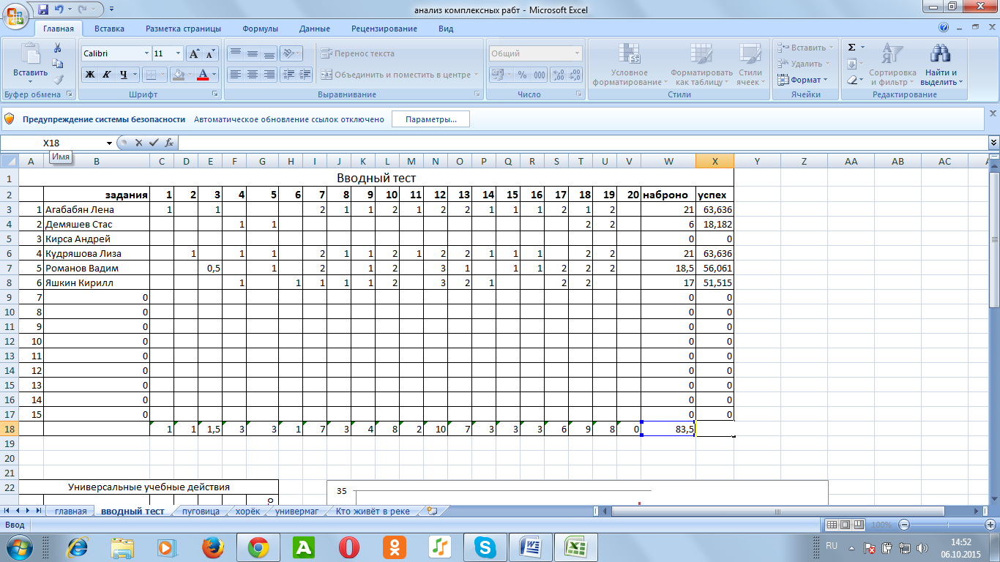 анализ комплексных рабт - Microsoft Excel
Главная Вставка Разметка страницы Формулы Данные Рецензирование Вид
Calibri 11 Перенос текста Общий Вставить Σ
Вставить Ж К Ч А Объединить и поместить в центре % 000 Условное форматирование Форматировать как таблицу Стили ячеек Удалить Формат Сортировка и фильтр Найти и выделить
Буфер обмена Шрифт Выравнивание Число Стили Ячейки Редактирование
Предупреждение системы безопасности Автоматическое обновление ссылок отключено Параметры...
X18 fx
Имя
A B C D E F G H I J K L M N O P Q R S T U V W X Y Z AA AB AC
1 Вводный тест
2 задания 1 2 3 4 5 6 7 8 9 10 11 12 13 14 15 16 17 18 19 20 наброно успех
3 1 Агабабян Лена 1 1 2 1 1 2 1 2 2 1 1 1 2 1 2 21 63,636
4 2 Демяшев Стас 1 1 2 2 6 18,182
5 3 Кирса Андрей 0 0
6 4 Кудряшова Лиза 1 1 1 2 1 1 2 1 2 2 1 1 1 2 2 21 63,636
7 5 Романов Вадим 0,5 1 2 1 2 3 1 1 1 2 2 2 18,5 56,061
8 6 Яшкин Кирилл 1 1 1 1 1 2 3 2 1 2 2 17 51,515
9 7 0 0 0
10 8 0 0 0
11 9 0 0 0
12 10 0 0 0
13 11 0 0 0
14 12 0 0 0
15 13 0 0 0
16 14 0 0 0
17 15 0 0 0
18 1 1 1,5 3 3 1 7 3 4 8 2 10 7 3 3 3 6 9 8 0 83,5
19
20
21
22 Универсальные учебные действия 35
главная вводный тест пуговица хорёк универмаг Кто живёт в реке
Ввод 100%
RU 14:52
06.10.2015